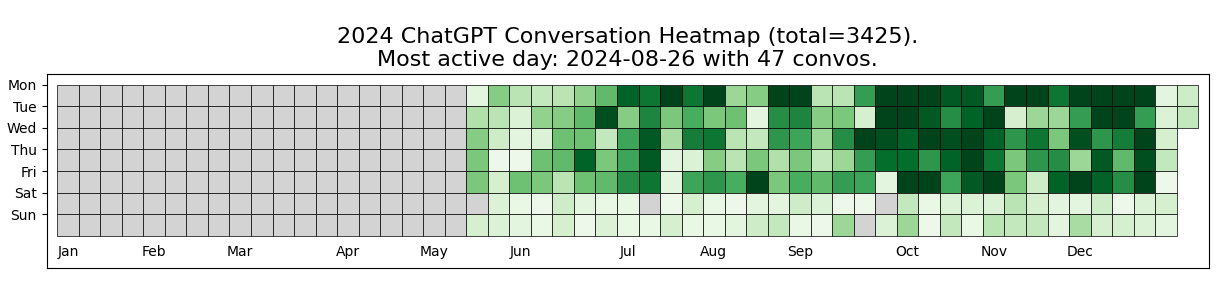 2024 ChatGPT Conversation Heatmap (total=3425).
Most active day: 2024-08-26 with 47 convos.
Mon
Tue
Wed
Thu
Fri
Sat
Sun
Jan Feb Mar Apr May Jun Jul Aug Sep Oct Nov Dec